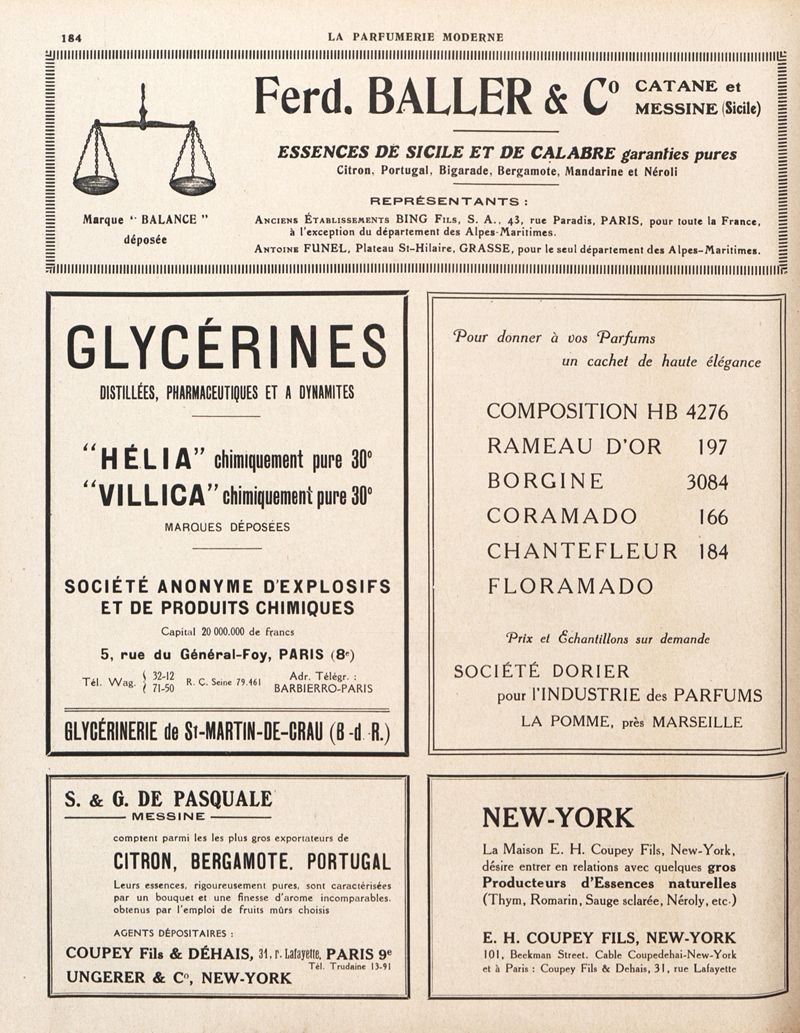 184
LA PARFUMERIE MODERNE
Ferd. BALLER & Cº CATANE et
MESSINE (Sicile)
ESSENCES DE SICILE ET DE CALABRE garanties pures
Citron, Portugal, Bigarade, Bergamote, Mandarine et Néroli
Marque “ BALANCE ”
déposée
REPRÉSENTANTS :
ANCIENS ÉTABLISSEMENTS BING FILS, S. A., 43, rue Paradis, PARIS, pour toute la France,
à l'exception du département des Alpes-Maritimes.
ANTOINE FUNEL, Plateau St-Hilaire, GRASSE, pour le seul département des Alpes-Maritimes.
GLYCÉRINES
DISTILLÉES, PHARMACEUTIQUES ET A DYNAMITES
“HÉLIA” chimiquement pure 30º
“VILLICA” chimiquement pure 30º
MARQUES DÉPOSÉES
SOCIÉTÉ ANONYME D'EXPLOSIFS
ET DE PRODUITS CHIMIQUES
Capital 20 000.000 de francs
5, rue du Général-Foy, PARIS (8e)
Tél. Wag. { 32-12
71-50
R. C. Seine 79.461
Adr. Télégr. :
BARBIERRO-PARIS
GLYCÉRINERIE de St-MARTIN-DE-CRAU (B -d -R.)
Pour donner à vos Parfums
un cachet de haute élégance
COMPOSITION HB 4276
RAMEAU D'OR 197
BORGINE 3084
CORAMADO 166
CHANTEFLEUR 184
FLORAMADO
Prix et Échantillons sur demande
SOCIÉTÉ DORIER
pour l'INDUSTRIE des PARFUMS
LA POMME, près MARSEILLE
S. & G. DE PASQUALE
MESSINE
comptent parmi les les plus gros exportateurs de
CITRON, BERGAMOTE, PORTUGAL
Leurs essences, rigoureusement pures, sont caractérisées
par un bouquet et une finesse d'arome incomparables,
obtenus par l'emploi de fruits mûrs choisis
AGENTS DÉPOSITAIRES :
COUPEY Fils & DÉHAIS, 31, r. Lafayette, PARIS 9e
Tél. Trudaine 13-91
UNGERER & Cº, NEW-YORK
NEW-YORK
La Maison E. H. Coupey Fils, New-York,
désire entrer en relations avec quelques gros
Producteurs d'Essences naturelles
(Thym, Romarin, Sauge sclarée, Néroly, etc.)
E. H. COUPEY FILS, NEW-YORK
101, Beekman Street. Cable Coupedehai-New-York
et à Paris : Coupey Fils & Dehais, 31, rue Lafayette